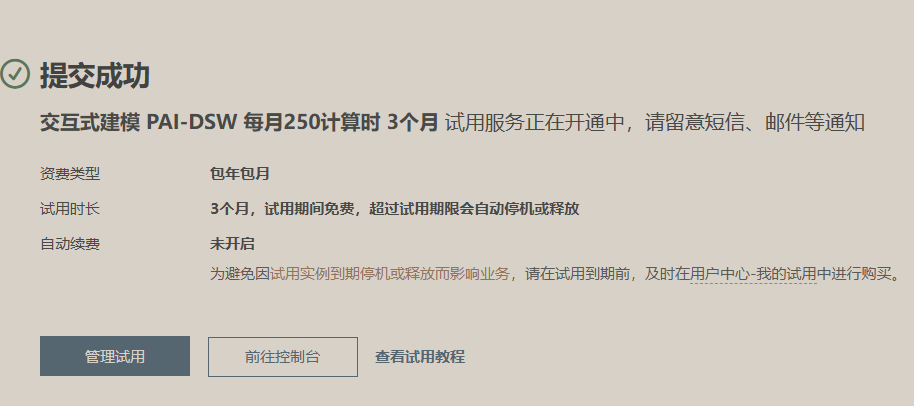 提交成功
交互式建模 PAI-DSW 每月250计算时 3个月 试用服务正在开通中，请留意短信、邮件等通知
资费类型 包年包月
试用时长 3个月，试用期间免费，超过试用期限会自动停机或释放
自动续费 未开启
为避免因试用实例到期停机或释放而影响业务，请在试用到期前，及时在用户中心-我的试用中进行购买。
管理试用 前往控制台 查看试用教程